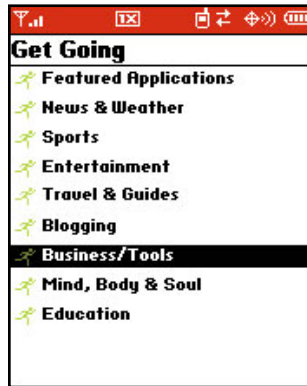 1X
Get Going
Featured Applications
News & Weather
Sports
Entertainment
Travel & Guides
Blogging
Business/Tools
Mind, Body & Soul
Education